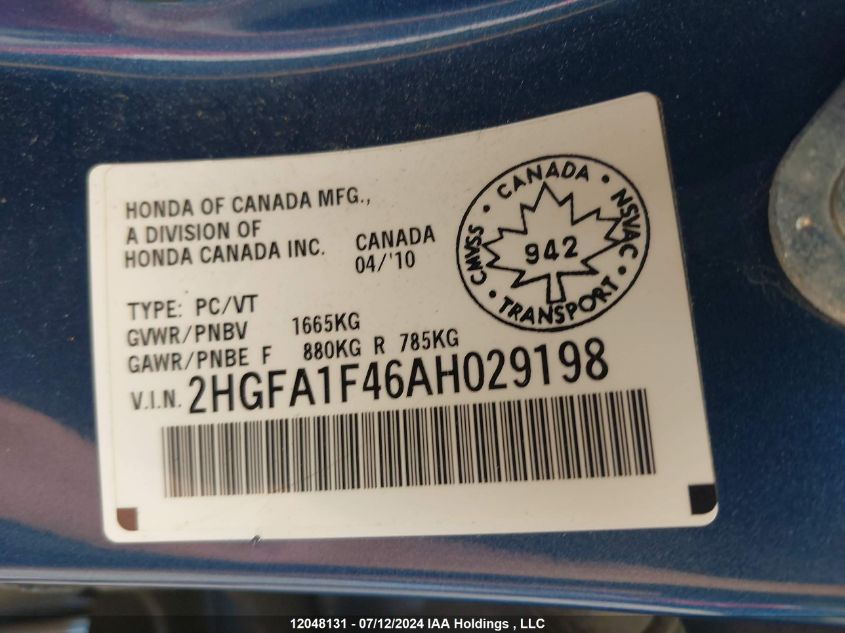 HONDA OF CANADA MFG.,
A DIVISION OF
HONDA CANADA INC.
CANADA
04/'10
CANADA • NSVAC • TRANSPORT • CMVSS •
942
TYPE: PC/VT
GVWR/PNBV 1665KG
GAWR/PNBE F 880KG R 785KG
V.I.N. 2HGFA1F46AH029198
12048131 - 07/12/2024 IAA Holdings , LLC